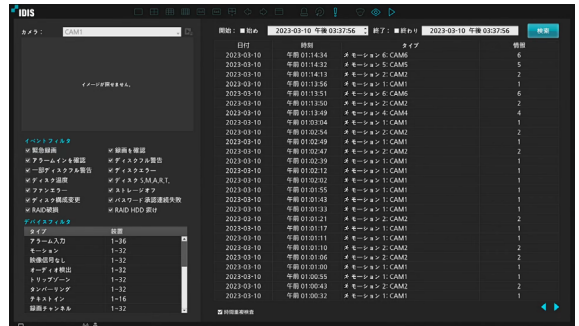 IDIS
カメラ： CAM1
イメージが開せません。
イベントフィルタ
緊急録画 録画を確認
アラームインを確認 ディスクフル警告
一部ディスクフル警告 ディスクエラー
ディスク温度 ディスク S.M.A.R.T.
ファンエラー ストレージオフ
ディスク構成変更 パスワード承認連続失敗
RAID破損 RAID HDD 欠け
デバイスフィルタ
タイプ 装置
アラーム入力 1-36
モーション 1-32
映像信号なし 1-32
オーディオ検出 1-32
トリップゾーン 1-32
タンパーリング 1-32
テキストイン 1-16
録画チャンネル 1-32
開始： 始め 2023-03-10 午後 03:37:56 終了： 終わり 2023-03-10 午後 03:37:56 検索
日付 時刻 タイプ 情報
2023-03-10 午前 01:14:34 モーション 6: CAM6 6
2023-03-10 午前 01:14:32 モーション 5: CAM5 5
2023-03-10 午前 01:14:13 モーション 2: CAM2 2
2023-03-10 午前 01:13:56 モーション 1: CAM1 1
2023-03-10 午前 01:13:51 モーション 6: CAM6 6
2023-03-10 午前 01:13:50 モーション 2: CAM2 2
2023-03-10 午前 01:13:49 モーション 4: CAM4 4
2023-03-10 午前 01:03:04 モーション 1: CAM1 1
2023-03-10 午前 01:02:54 モーション 2: CAM2 2
2023-03-10 午前 01:02:49 モーション 1: CAM1 1
2023-03-10 午前 01:02:47 モーション 2: CAM2 2
2023-03-10 午前 01:02:39 モーション 1: CAM1 1
2023-03-10 午前 01:02:12 モーション 1: CAM1 1
2023-03-10 午前 01:02:02 モーション 1: CAM1 1
2023-03-10 午前 01:01:55 モーション 1: CAM1 1
2023-03-10 午前 01:01:43 モーション 1: CAM1 1
2023-03-10 午前 01:01:33 モーション 1: CAM1 1
2023-03-10 午前 01:01:21 モーション 2: CAM2 2
2023-03-10 午前 01:01:17 モーション 1: CAM1 1
2023-03-10 午前 01:01:11 モーション 1: CAM1 1
2023-03-10 午前 01:01:10 モーション 2: CAM2 2
2023-03-10 午前 01:01:06 モーション 2: CAM2 2
2023-03-10 午前 01:01:00 モーション 1: CAM1 1
2023-03-10 午前 01:00:55 モーション 1: CAM1 1
2023-03-10 午前 01:00:43 モーション 2: CAM2 2
2023-03-10 午前 01:00:32 モーション 1: CAM1 1
時間重複検査